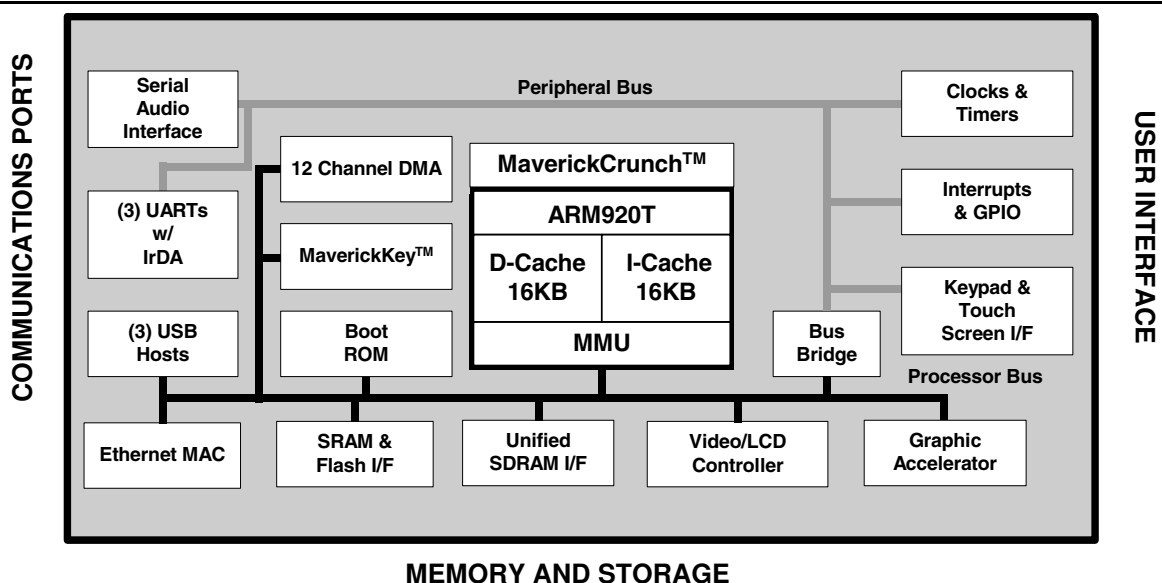 COMMUNICATIONS PORTS
Serial
Audio
Interface
Peripheral Bus
Clocks &
Timers
12 Channel DMA
MaverickCrunch™
(3) UARTs
w/
IrDA
ARM920T
Interrupts
& GPIO
MaverickKey™
D-Cache
16KB
I-Cache
16KB
Keypad &
Touch
Screen I/F
(3) USB
Hosts
Boot
ROM
MMU
Bus
Bridge
Processor Bus
Ethernet MAC
SRAM &
Flash I/F
Unified
SDRAM I/F
Video/LCD
Controller
Graphic
Accelerator
USER INTERFACE
MEMORY AND STORAGE